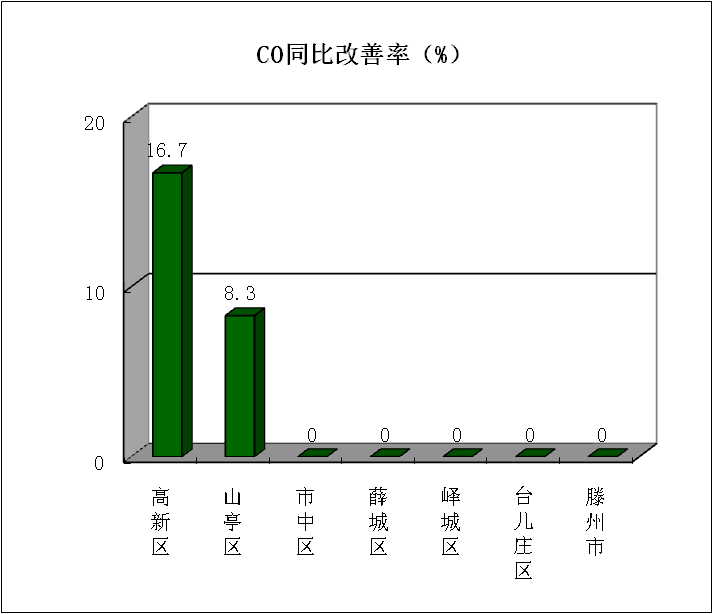 CO同比改善率（%）
20
10
0
16.7
8.3
0
0
0
0
0
高新区
山亭区
市中区
薛城区
峄城区
台儿庄区
滕州市